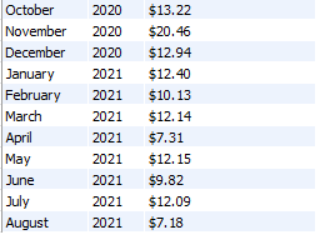 October 2020 $13.22
November 2020 $20.46
December 2020 $12.94
January 2021 $12.40
February 2021 $10.13
March 2021 $12.14
April 2021 $7.31
May 2021 $12.15
June 2021 $9.82
July 2021 $12.09
August 2021 $7.18